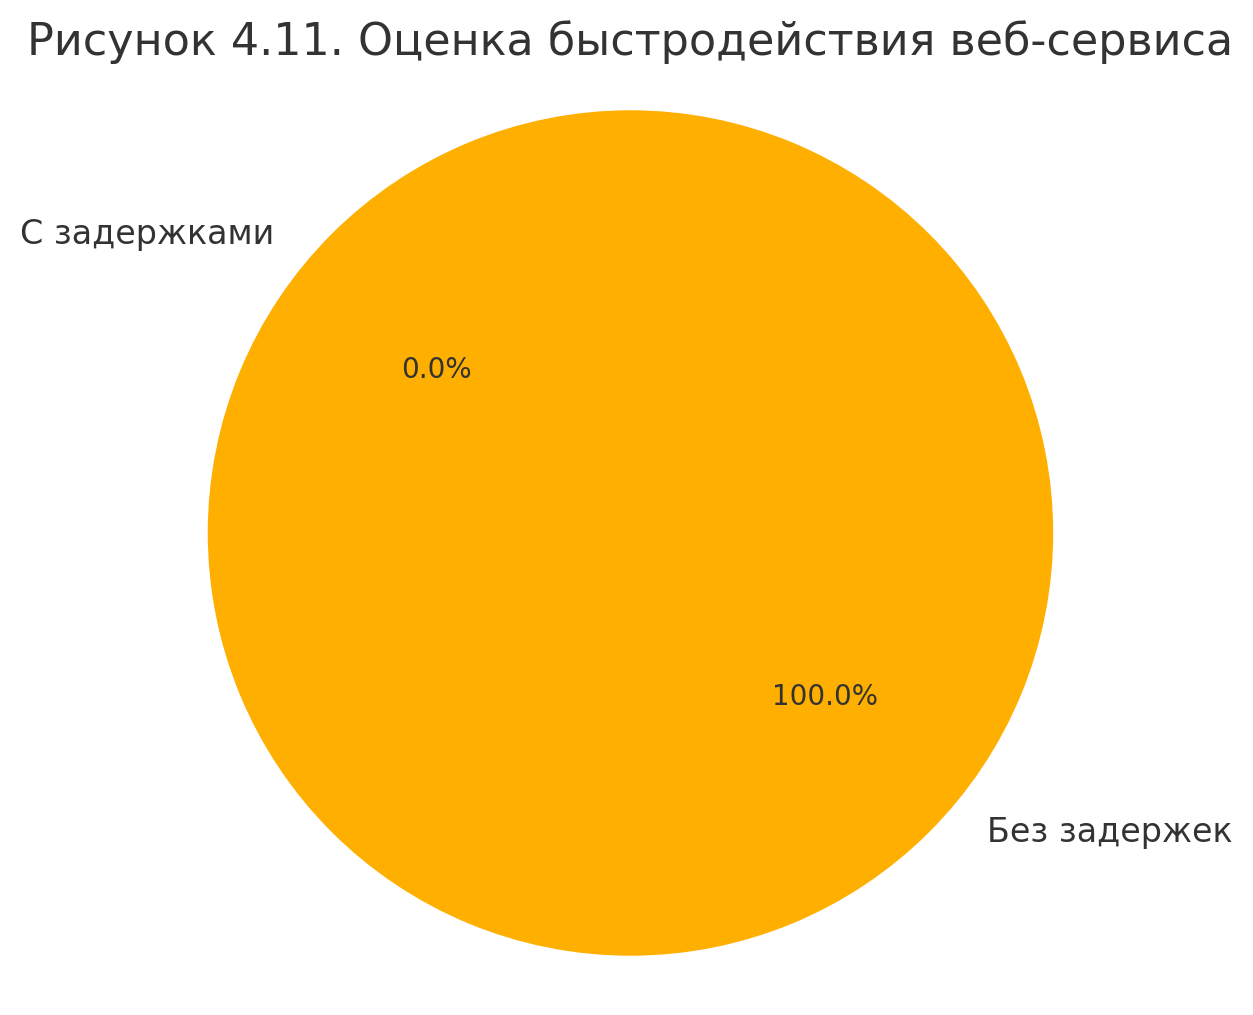 Рисунок 4.11. Оценка быстродействия веб-сервиса
С задержками
0.0%
100.0%
Без задержек